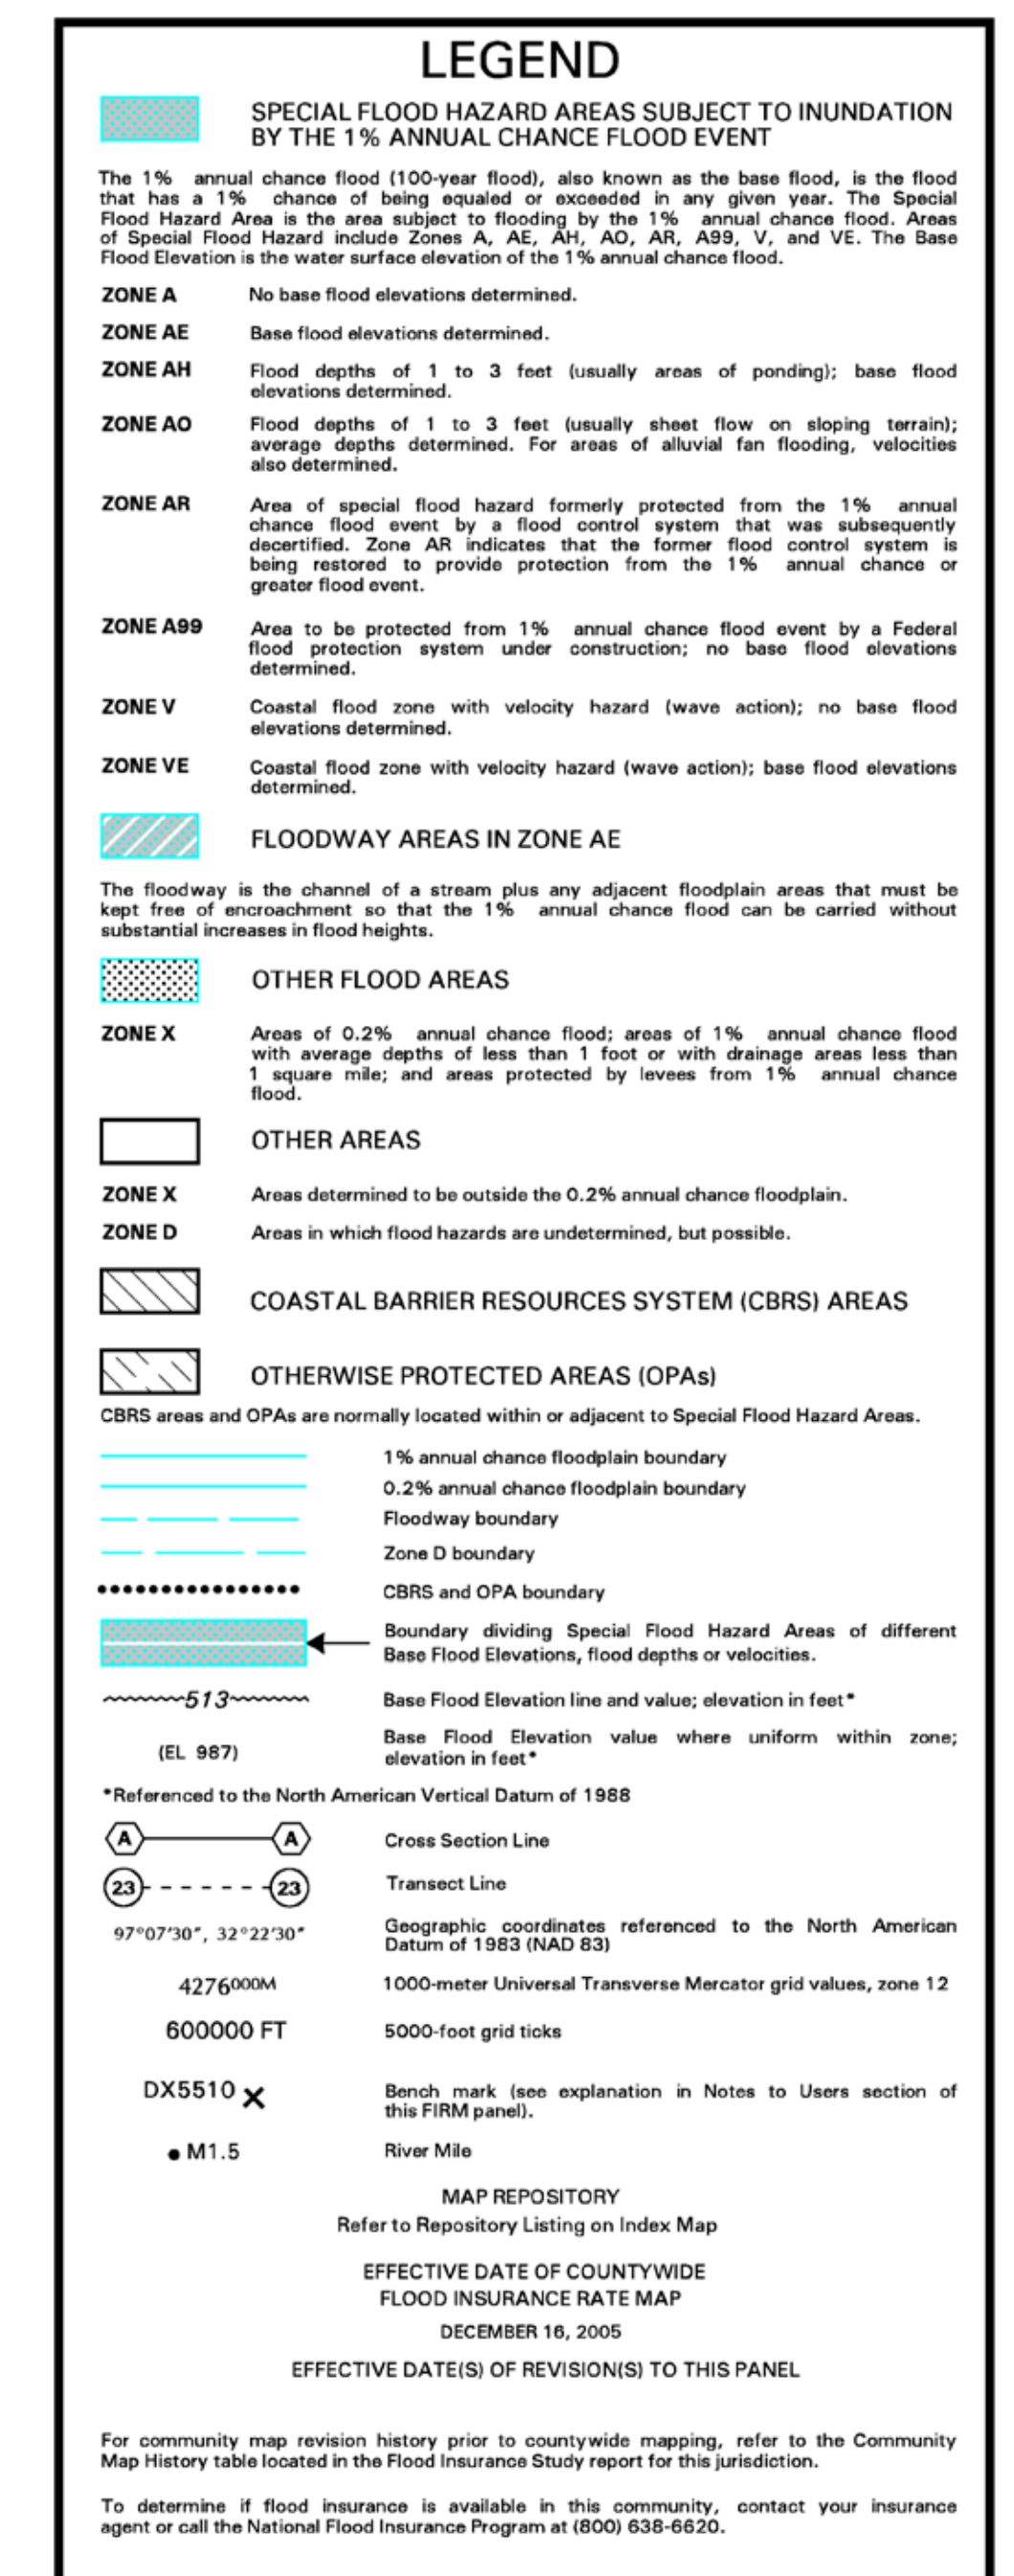 LEGEND
SPECIAL FLOOD HAZARD AREAS SUBJECT TO INUNDATION
BY THE 1% ANNUAL CHANCE FLOOD EVENT
The 1% annual chance flood (100-year flood), also known as the base flood, is the flood
that has a 1% chance of being equaled or exceeded in any given year. The Special
Flood Hazard Area is the area subject to flooding by the 1% annual chance flood. Areas
of Special Flood Hazard include Zones A, AE, AH, AO, AR, A99, V, and VE. The Base
Flood Elevation is the water surface elevation of the 1% annual chance flood.
ZONE A No base flood elevations determined.
ZONE AE Base flood elevations determined.
ZONE AH Flood depths of 1 to 3 feet (usually areas of ponding); base flood
elevations determined.
ZONE AO Flood depths of 1 to 3 feet (usually sheet flow on sloping terrain);
average depths determined. For areas of alluvial fan flooding, velocities
also determined.
ZONE AR Area of special flood hazard formerly protected from the 1% annual
chance flood event by a flood control system that was subsequently
decertified. Zone AR indicates that the former flood control system is
being restored to provide protection from the 1% annual chance or
greater flood event.
ZONE A99 Area to be protected from 1% annual chance flood event by a Federal
flood protection system under construction; no base flood elevations
determined.
ZONE V Coastal flood zone with velocity hazard (wave action); no base flood
elevations determined.
ZONE VE Coastal flood zone with velocity hazard (wave action); base flood elevations
determined.
FLOODWAY AREAS IN ZONE AE
The floodway is the channel of a stream plus any adjacent floodplain areas that must be
kept free of encroachment so that the 1% annual chance flood can be carried without
substantial increases in flood heights.
OTHER FLOOD AREAS
ZONE X Areas of 0.2% annual chance flood; areas of 1% annual chance flood
with average depths of less than 1 foot or with drainage areas less than
1 square mile; and areas protected by levees from 1% annual chance
flood.
OTHER AREAS
ZONE X Areas determined to be outside the 0.2% annual chance floodplain.
ZONE D Areas in which flood hazards are undetermined, but possible.
COASTAL BARRIER RESOURCES SYSTEM (CBRS) AREAS
OTHERWISE PROTECTED AREAS (OPAs)
CBRS areas and OPAs are normally located within or adjacent to Special Flood Hazard Areas.
1% annual chance floodplain boundary
0.2% annual chance floodplain boundary
Floodway boundary
Zone D boundary
CBRS and OPA boundary
Boundary dividing Special Flood Hazard Areas of different
Base Flood Elevations, flood depths or velocities.
513 Base Flood Elevation line and value; elevation in feet*
(EL 987) Base Flood Elevation value where uniform within zone;
elevation in feet*
*Referenced to the North American Vertical Datum of 1988
A A Cross Section Line
23 23 Transect Line
97°07'30", 32°22'30" Geographic coordinates referenced to the North American
Datum of 1983 (NAD 83)
4276000M 1000-meter Universal Transverse Mercator grid values, zone 12
600000 FT 5000-foot grid ticks
DX5510 Bench mark (see explanation in Notes to Users section of
this FIRM panel).
M1.5 River Mile
MAP REPOSITORY
Refer to Repository Listing on Index Map
EFFECTIVE DATE OF COUNTYWIDE
FLOOD INSURANCE RATE MAP
DECEMBER 16, 2005
EFFECTIVE DATE(S) OF REVISION(S) TO THIS PANEL
For community map revision history prior to countywide mapping, refer to the Community
Map History table located in the Flood Insurance Study report for this jurisdiction.
To determine if flood insurance is available in this community, contact your insurance
agent or call the National Flood Insurance Program at (800) 638-6620.